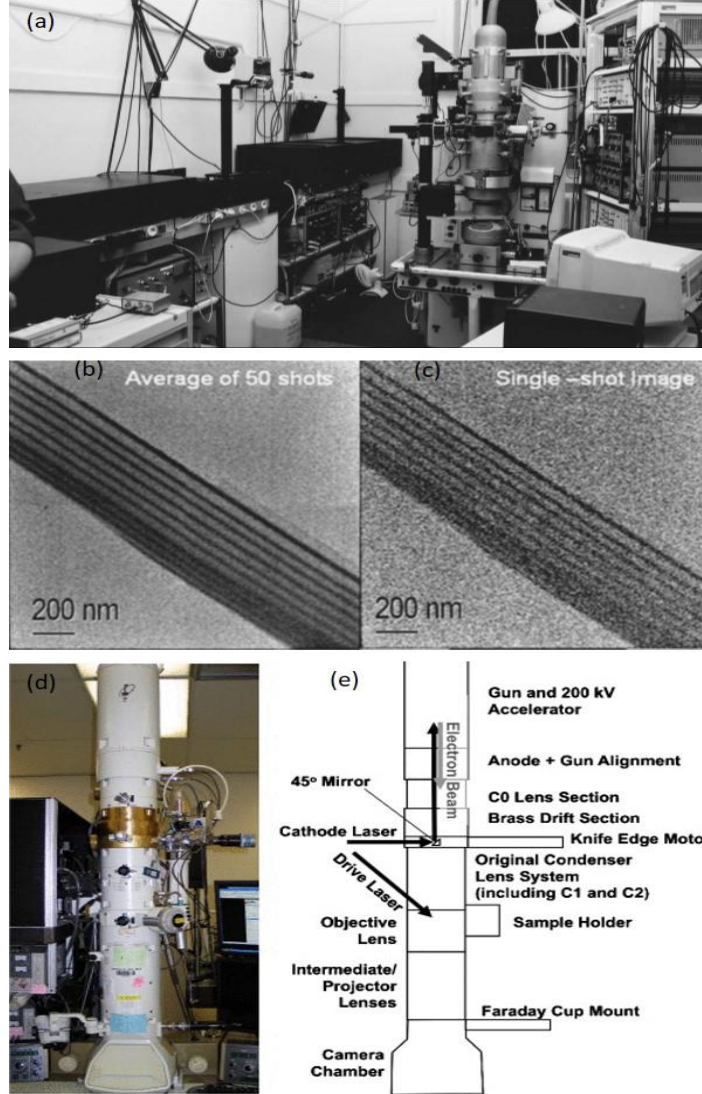 (a)
(b)
Average of 50 shots
(c)
Single –shot Image
200 nm
200 nm
(d)
(e)
Gun and 200 kV
Accelerator
Electron Beam
Anode + Gun Alignment
45º Mirror
C0 Lens Section
Brass Drift Section
Cathode Laser
Knife Edge Moto
Original Condenser
Lens System
(including C1 and C2)
Drive Laser
Objective
Lens
Sample Holder
Intermediate/
Projector
Lenses
Faraday Cup Mount
Camera
Chamber